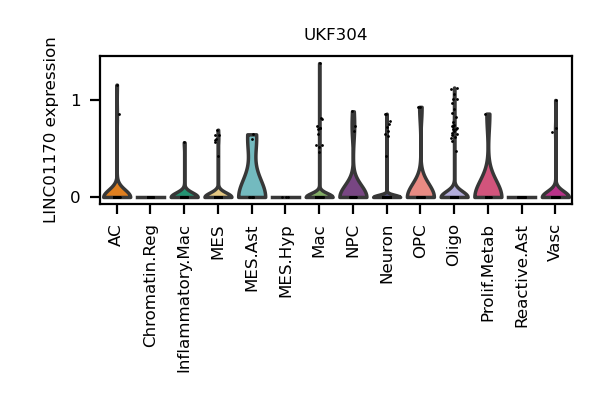 UKF304
LINC01170 expression
1
0
AC
Chromatin.Reg
Inflammatory.Mac
MES
MES.Ast
MES.Hyp
Mac
NPC
Neuron
OPC
Oligo
Prolif.Metab
Reactive.Ast
Vasc